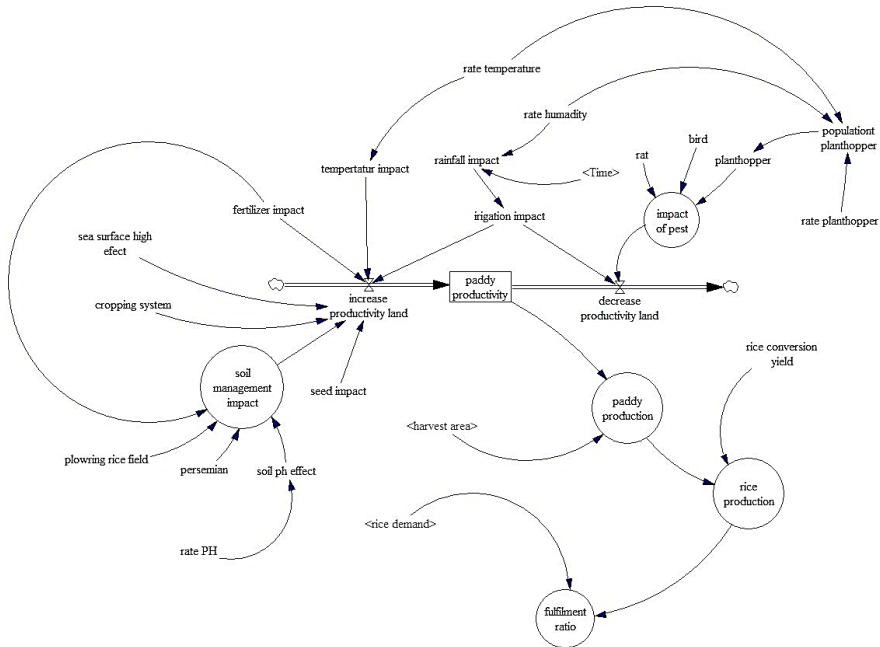 rate temperature
rate humadity
populationt
planthopper
bird
rat
planthopper
rainfall impact
tempertatur impact
<Time>
rate planthopper
fertilizer impact
irigation impact
impact
of pest
sea surface high
efect
paddy
productivity
cropping system
increase
productivity land
decrease
productivity land
rice conversion
yield
soil
management
impact
seed impact
paddy
production
<harvest area>
plowring rice field
persemian
soil ph effect
rice
production
<rice demand>
rate PH
fulfilment
ratio